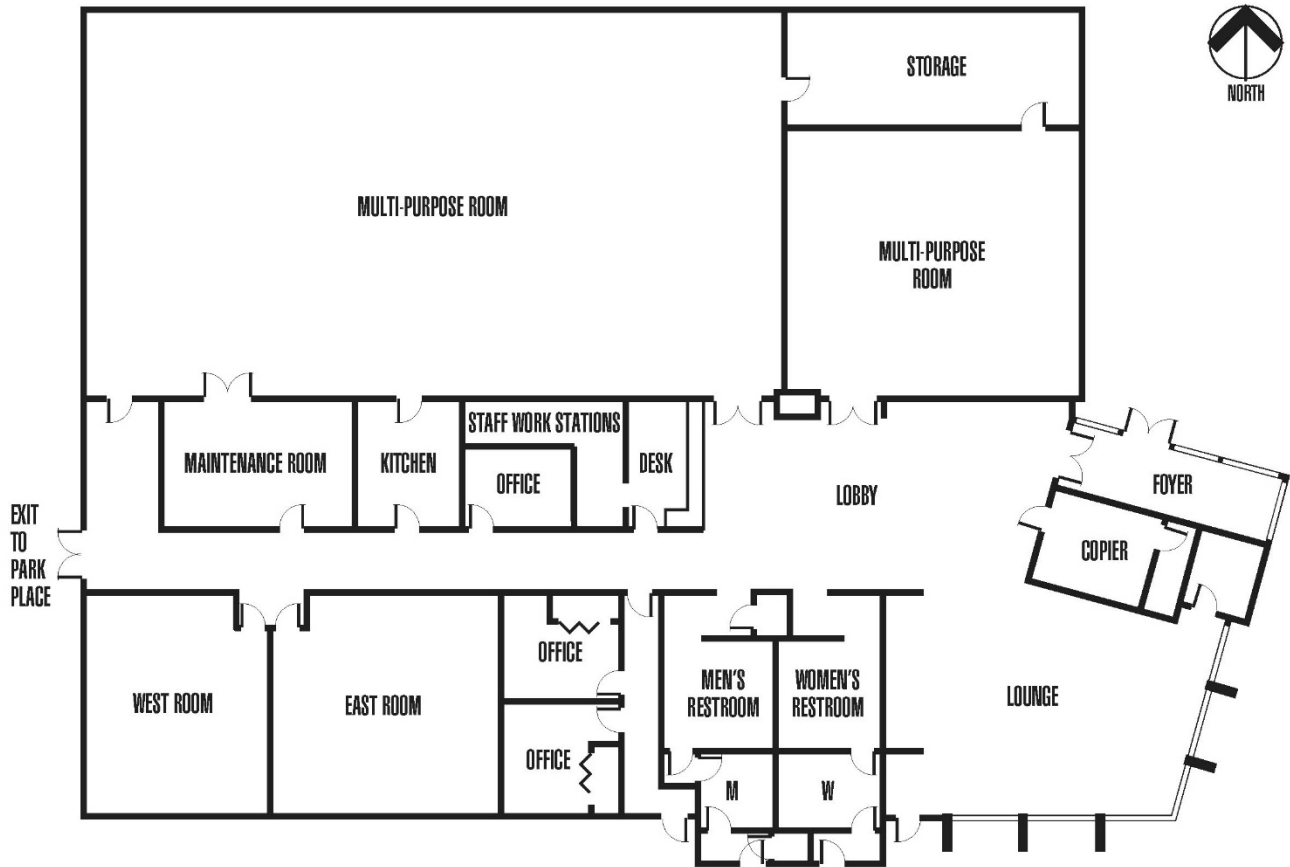 NORTH
STORAGE
MULTI-PURPOSE ROOM
MULTI-PURPOSE
ROOM
STAFF WORK STATIONS
MAINTENANCE ROOM
KITCHEN
OFFICE
DESK
LOBBY
FOYER
COPIER
EXIT
TO
PARK
PLACE
WEST ROOM
EAST ROOM
OFFICE
OFFICE
MEN'S
RESTROOM
WOMEN'S
RESTROOM
LOUNGE
M
W